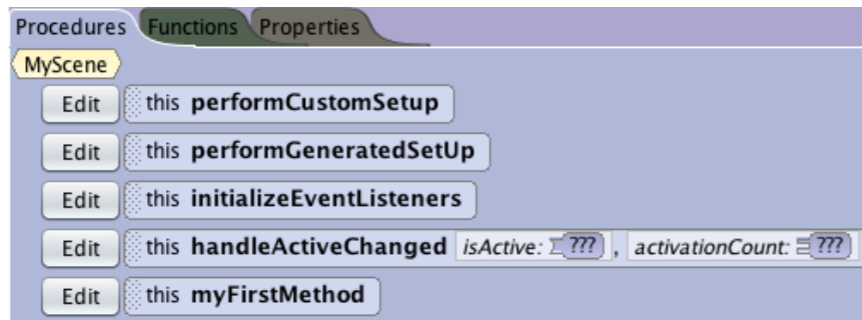 Procedures Functions Properties
MyScene
Edit this performCustomSetup
Edit this performGeneratedSetUp
Edit this initializeEventListeners
Edit this handleActiveChanged isActive: ??? , activationCount: ???
Edit this myFirstMethod